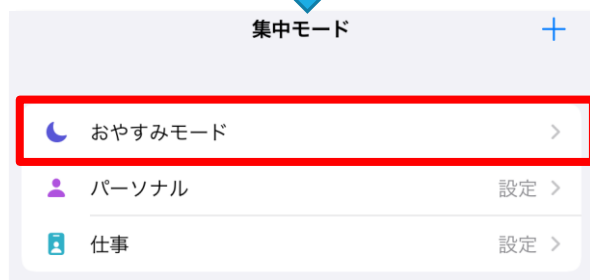 集中モード
おやすみモード
パーソナル 設定
仕事 設定